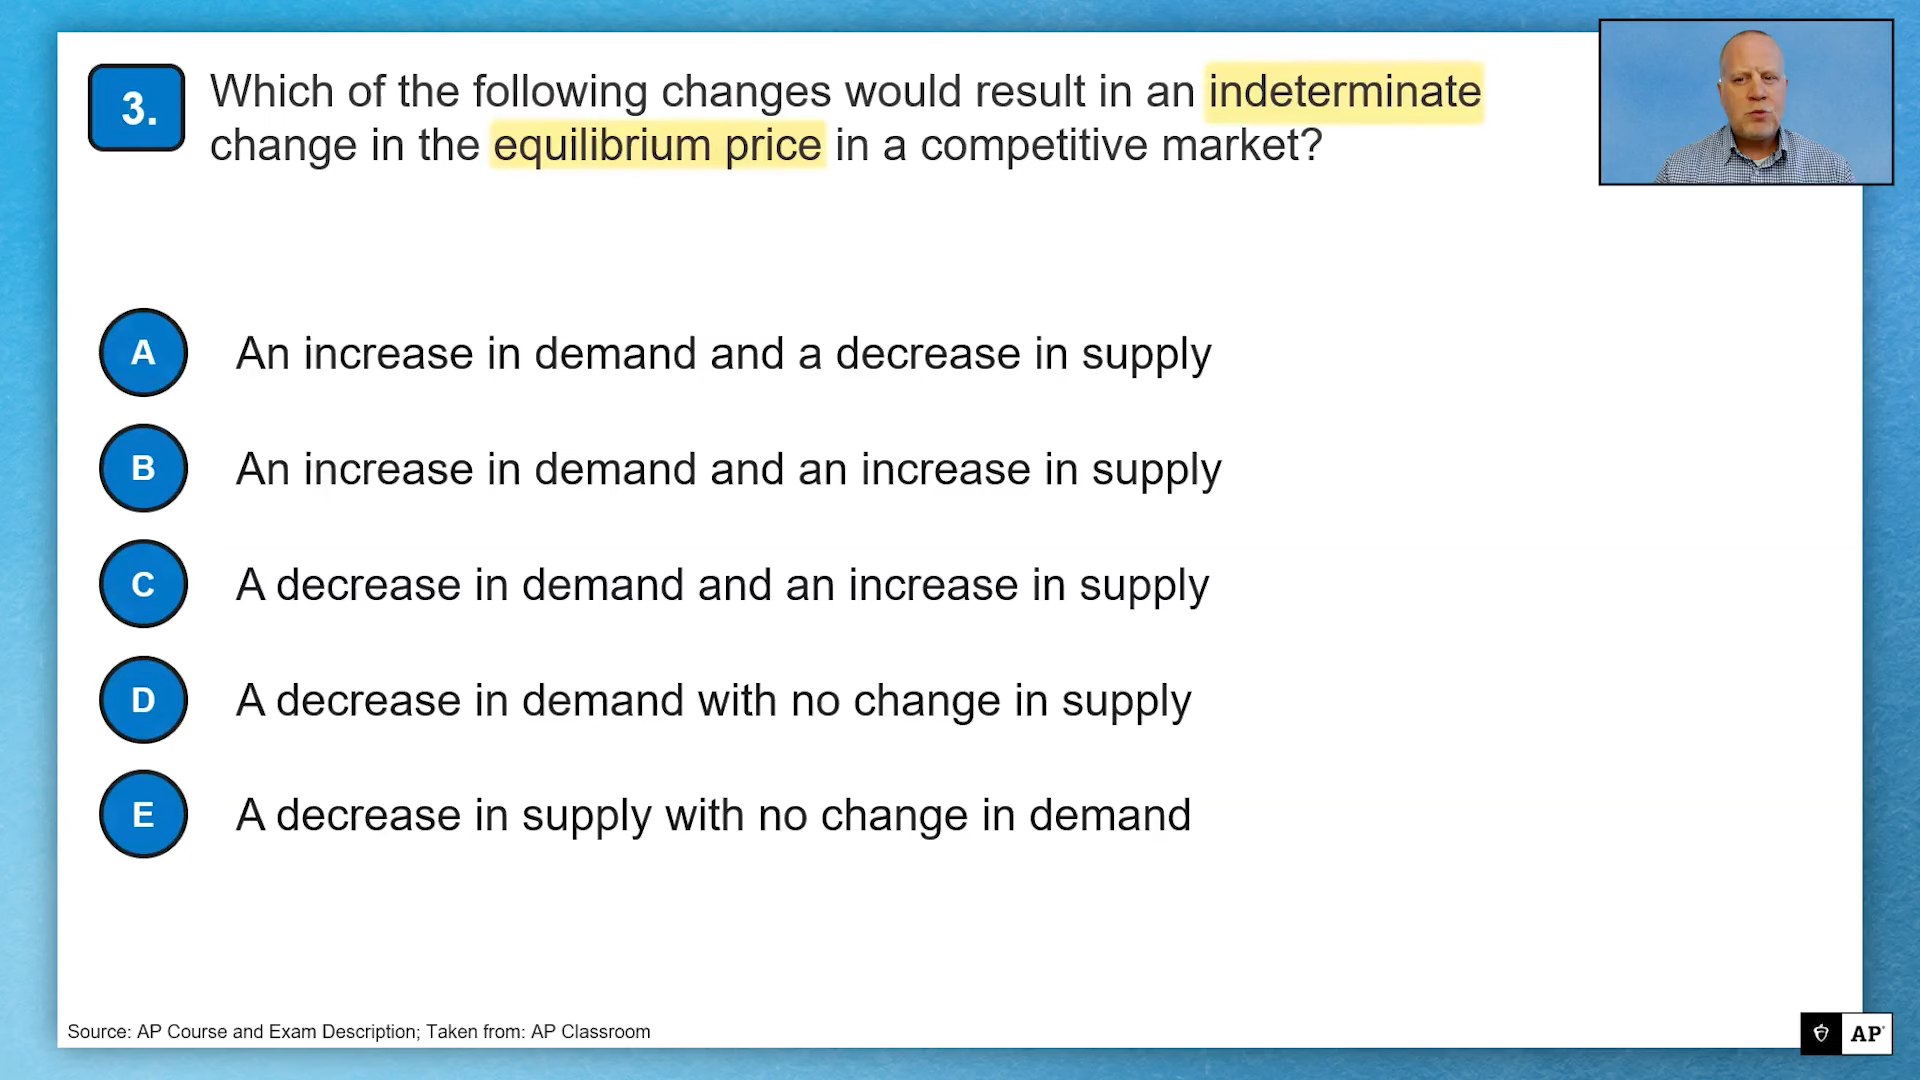 3.
Which of the following changes would result in an indeterminate
change in the equilibrium price in a competitive market?
A
An increase in demand and a decrease in supply
B
An increase in demand and an increase in supply
C
A decrease in demand and an increase in supply
D
A decrease in demand with no change in supply
E
A decrease in supply with no change in demand
Source: AP Course and Exam Description; Taken from: AP Classroom
AP